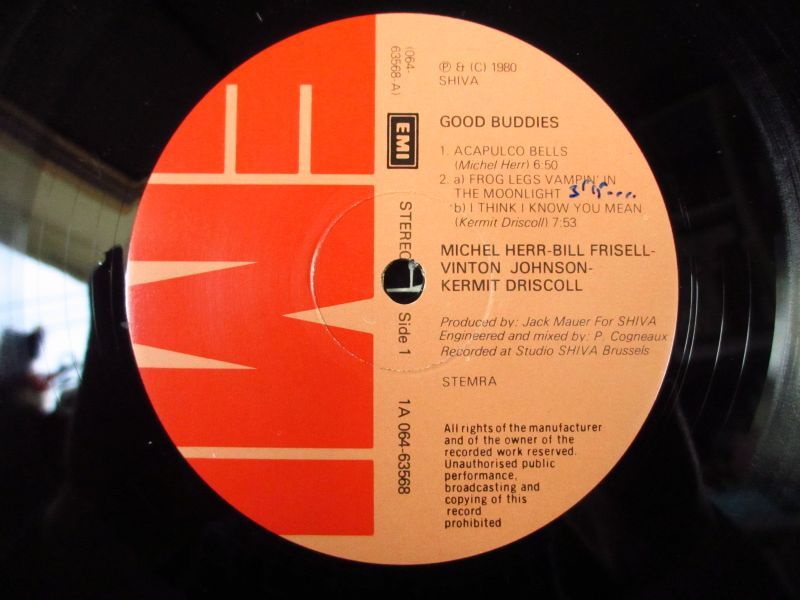 (064-
63568-A)
EMI
STEREO
Side 1
1A 064-63568
℗ & (C) 1980
SHIVA
GOOD BUDDIES
1. ACAPULCO BELLS
(Michel Herr) 6:50
2. a) FROG LEGS VAMPIN' IN
THE MOONLIGHT
b) I THINK I KNOW YOU MEAN
(Kermit Driscoll) 7:53
MICHEL HERR-BILL FRISELL-
VINTON JOHNSON-
KERMIT DRISCOLL
Produced by: Jack Mauer For SHIVA
Engineered and mixed by: P. Cogneaux
Recorded at Studio SHIVA Brussels
STEMRA
All rights of the manufacturer
and of the owner of the
recorded work reserved.
Unauthorised public
performance,
broadcasting and
copying of this
record
prohibited
EMI